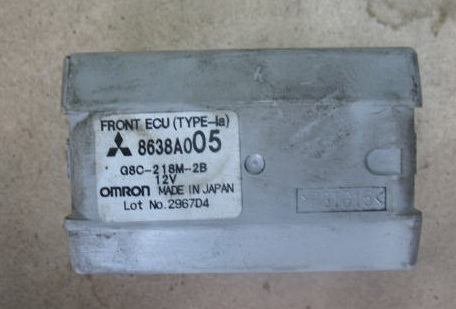 FRONT ECU (TYPE-Ia)
8638A005
G8C-218M-2B
12V
OMRON MADE IN JAPAN
Lot No.2967D4